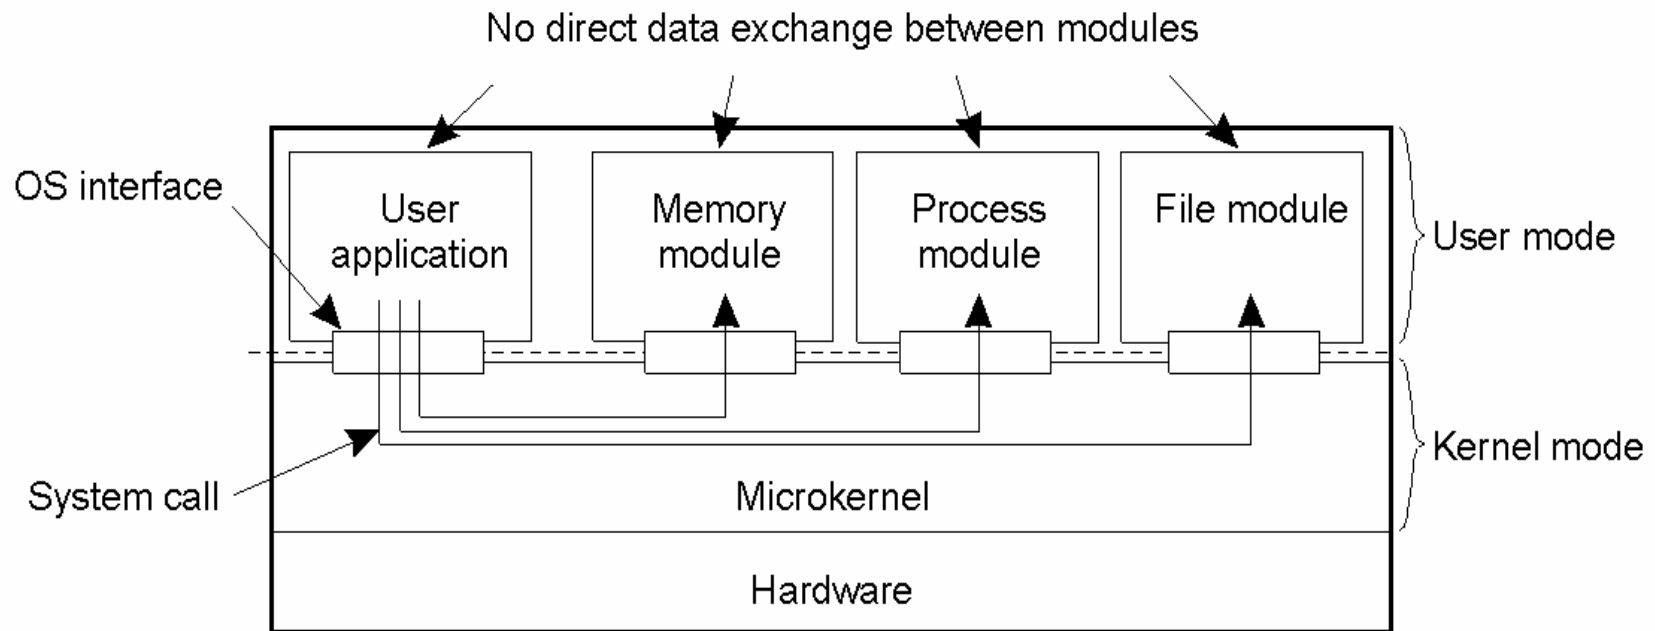 No direct data exchange between modules
OS interface
User
application
Memory
module
Process
module
File module
User mode
System call
Microkernel
Kernel mode
Hardware